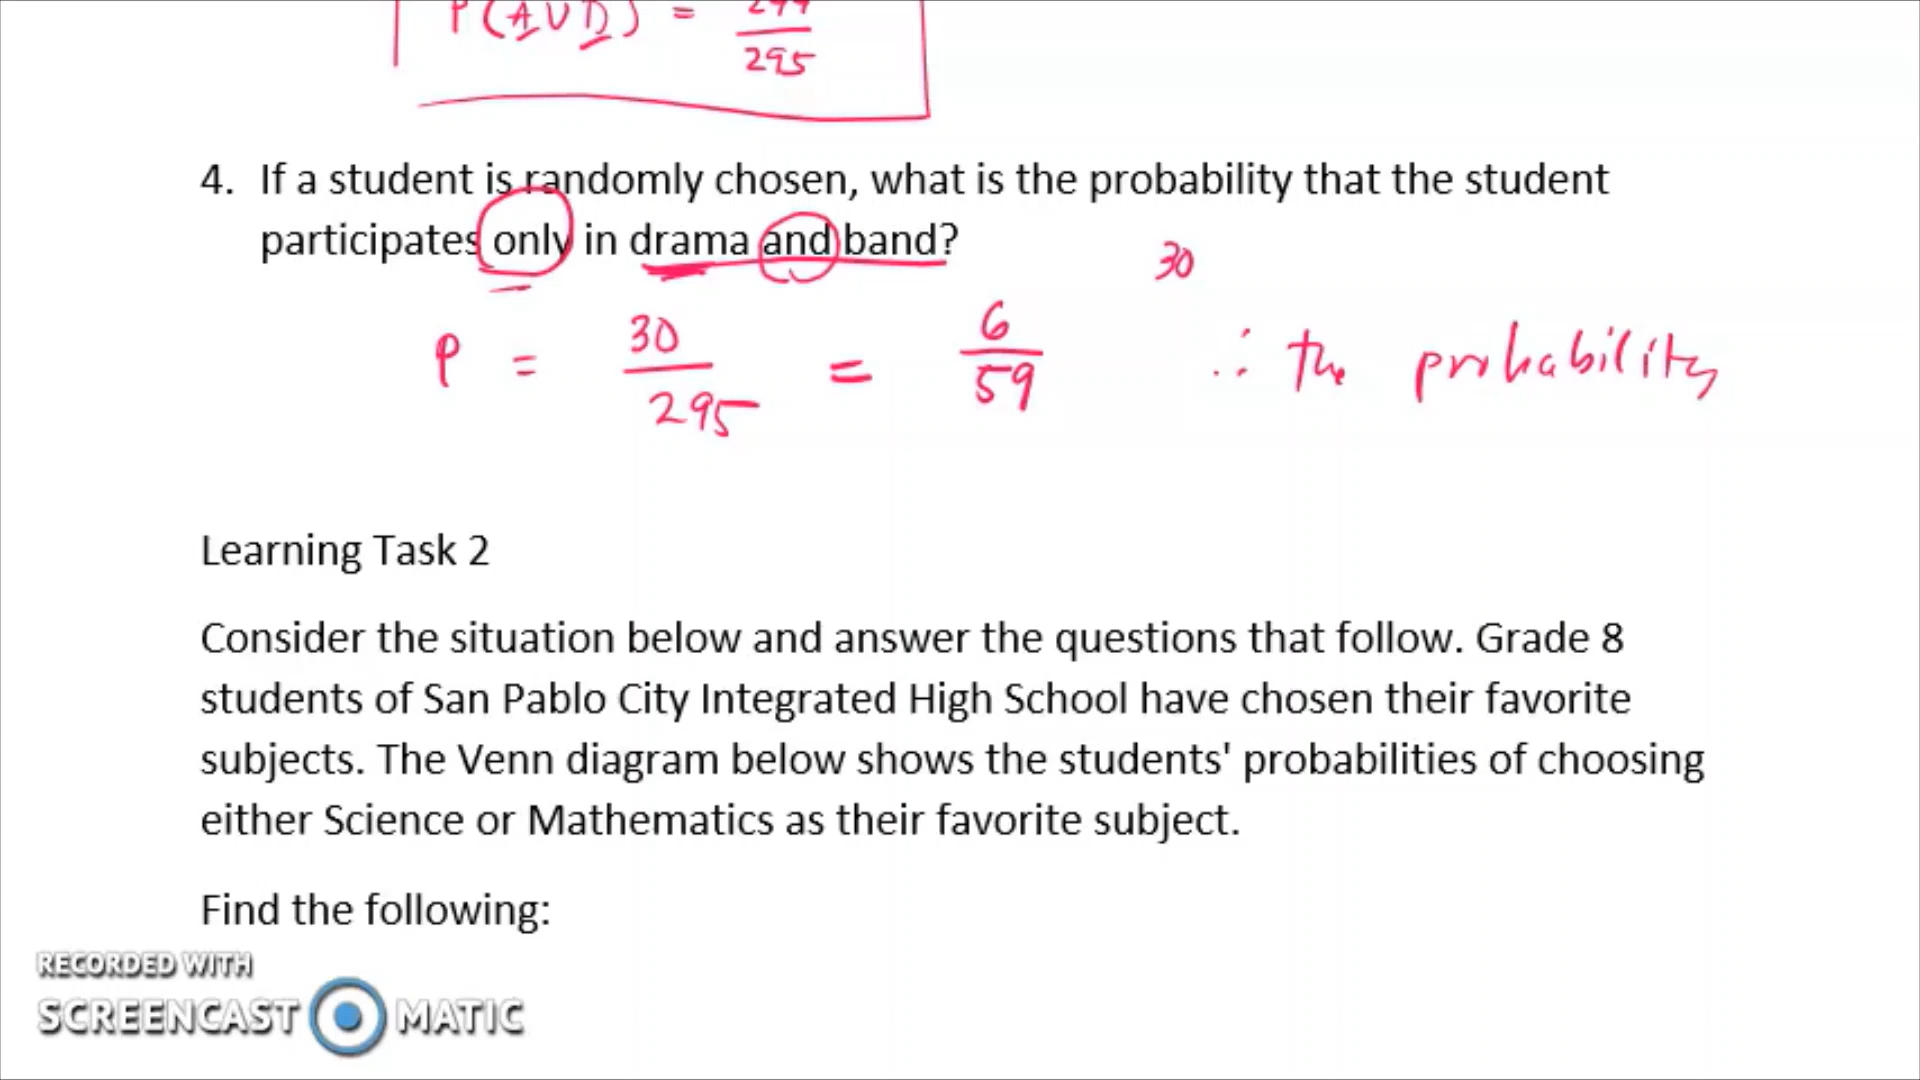 P(A∪D) = 244/295
4. If a student is randomly chosen, what is the probability that the student
participates only in drama and band?
30
P = 30/295 = 6/59 ∴ the probability
Learning Task 2
Consider the situation below and answer the questions that follow. Grade 8
students of San Pablo City Integrated High School have chosen their favorite
subjects. The Venn diagram below shows the students' probabilities of choosing
either Science or Mathematics as their favorite subject.
Find the following:
RECORDED WITH
SCREENCAST MATIC